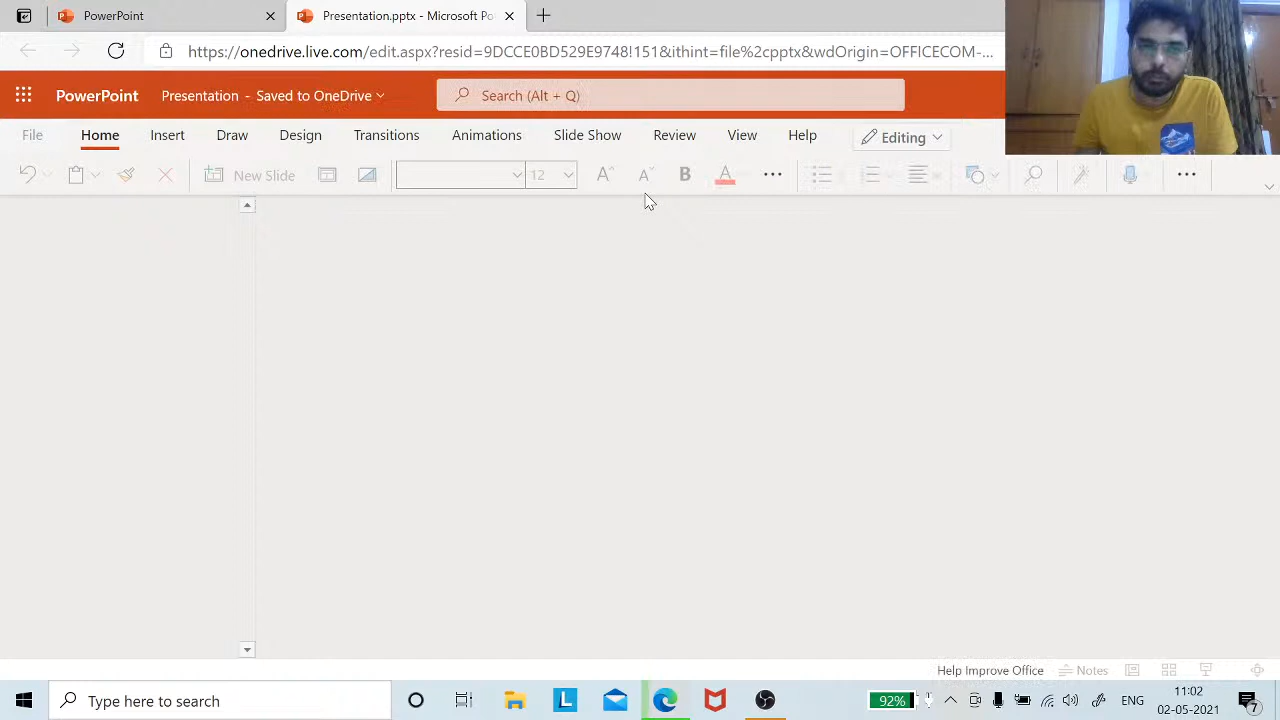 PowerPoint
Presentation.pptx - Microsoft Po
https://onedrive.live.com/edit.aspx?resid=9DCCE0BD529E9748!151&ithint=file%2cpptx&wdOrigin=OFFICECOM-...
PowerPoint Presentation - Saved to OneDrive Search (Alt + Q)
File Home Insert Draw Design Transitions Animations Slide Show Review View Help Editing
New Slide 12 A A B A
Help Improve Office Notes
Type here to search L 92% ENG 11:02
02-05-2021 7